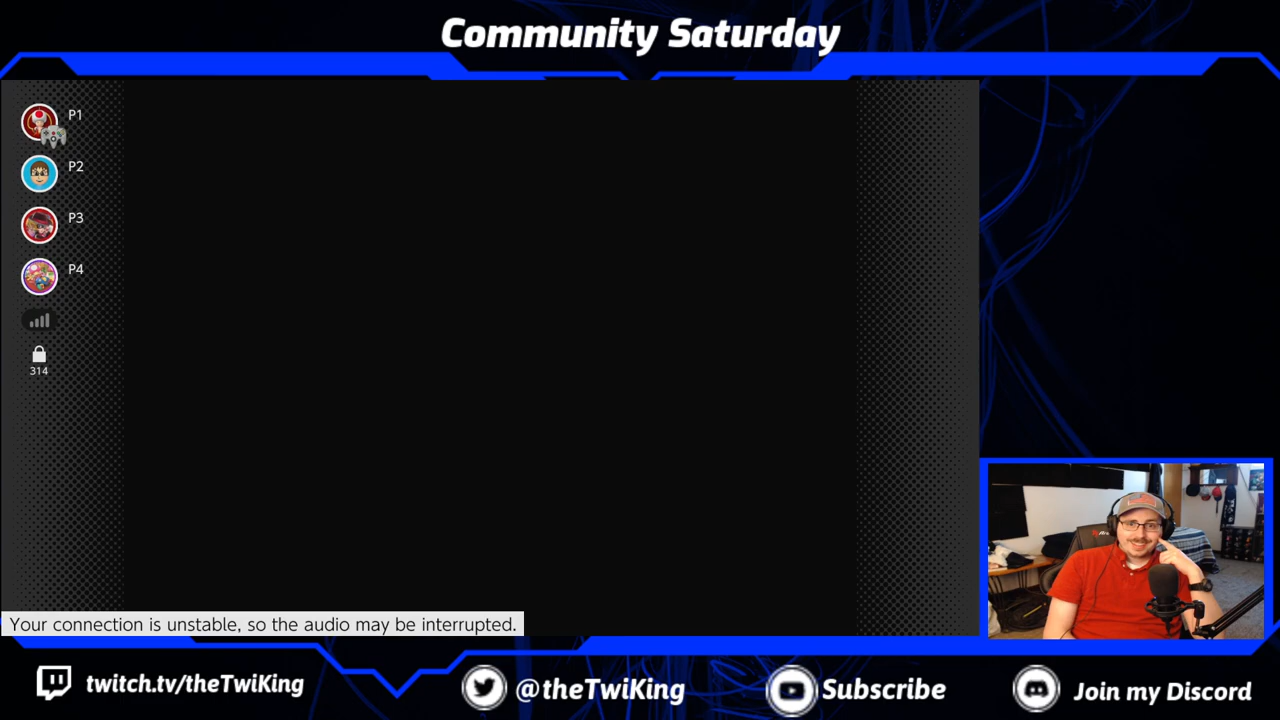 Community Saturday
P1
P2
P3
P4
314
Your connection is unstable, so the audio may be interrupted.
twitch.tv/theTwiKing
@theTwiKing
Subscribe
Join my Discord